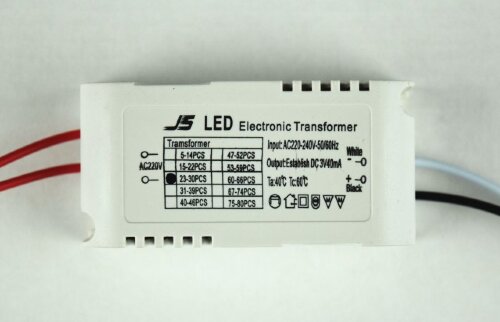 JS LED Electronic Transformer
Transformer
5-14PCS 47-52PCS
15-22PCS 53-59PCS
23-30PCS 60-66PCS
31-39PCS 67-74PCS
40-46PCS 75-80PCS
AC220V
Input: AC220-240V-50/60Hz
Output:Establish DC 3V40mA
Ta:40℃ Tc:60℃
White
-
+
Black